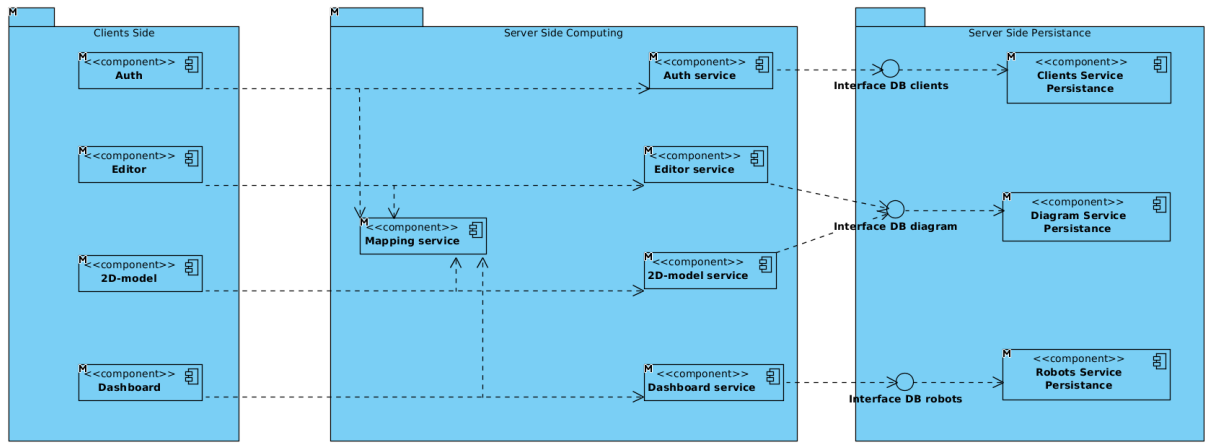 Clients Side
<<component>>
Auth
<<component>>
Editor
<<component>>
2D-model
<<component>>
Dashboard
Server Side Computing
<<component>>
Auth service
<<component>>
Editor service
<<component>>
Mapping service
<<component>>
2D-model service
<<component>>
Dashboard service
Server Side Persistance
Interface DB clients
<<component>>
Clients Service
Persistance
Interface DB diagram
<<component>>
Diagram Service
Persistance
Interface DB robots
<<component>>
Robots Service
Persistance